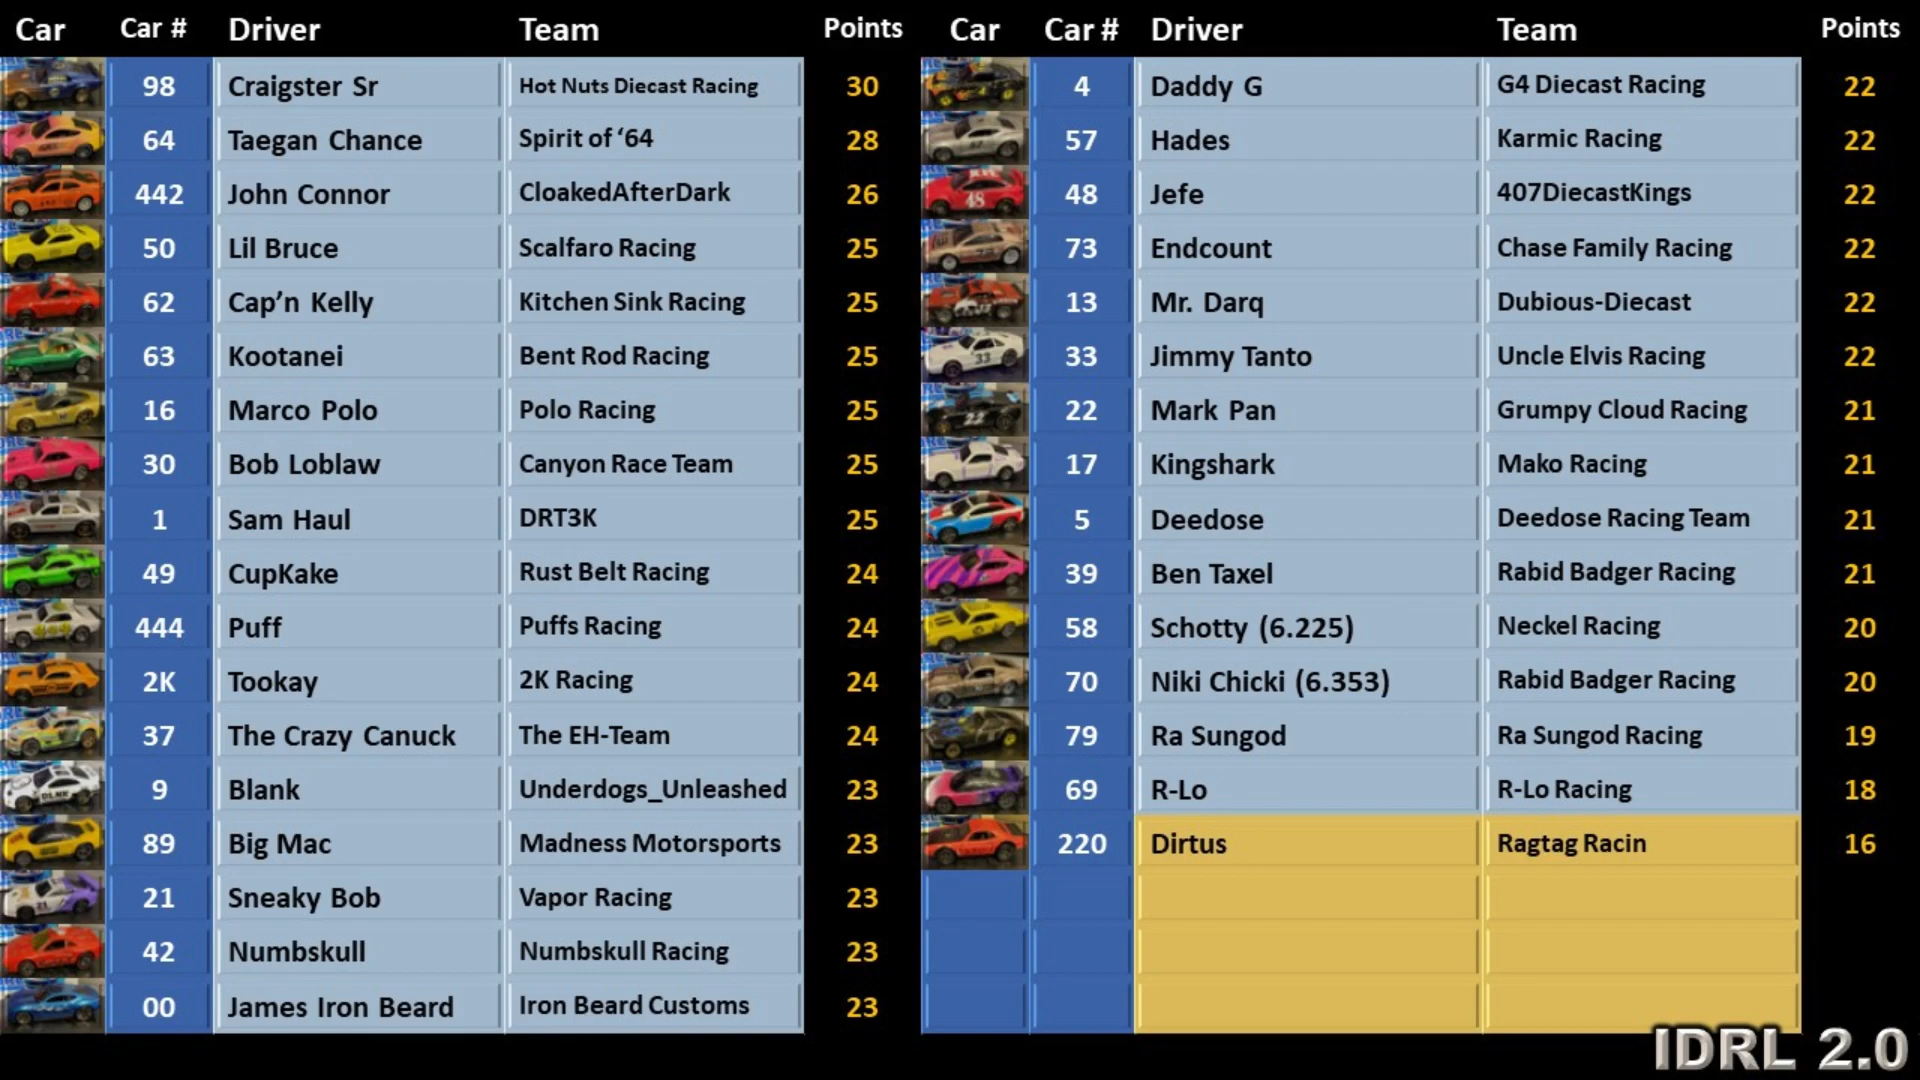 Car Car # Driver Team Points
98 Craigster Sr Hot Nuts Diecast Racing 30
64 Taegan Chance Spirit of ‘64 28
442 John Connor CloakedAfterDark 26
50 Lil Bruce Scalfaro Racing 25
62 Cap’n Kelly Kitchen Sink Racing 25
63 Kootanei Bent Rod Racing 25
16 Marco Polo Polo Racing 25
30 Bob Loblaw Canyon Race Team 25
1 Sam Haul DRT3K 25
49 CupKake Rust Belt Racing 24
444 Puff Puffs Racing 24
2K Tookay 2K Racing 24
37 The Crazy Canuck The EH-Team 24
9 Blank Underdogs_Unleashed 23
89 Big Mac Madness Motorsports 23
21 Sneaky Bob Vapor Racing 23
42 Numbskull Numbskull Racing 23
00 James Iron Beard Iron Beard Customs 23
Car Car # Driver Team Points
4 Daddy G G4 Diecast Racing 22
57 Hades Karmic Racing 22
48 Jefe 407DiecastKings 22
73 Endcount Chase Family Racing 22
13 Mr. Darq Dubious-Diecast 22
33 Jimmy Tanto Uncle Elvis Racing 22
22 Mark Pan Grumpy Cloud Racing 21
17 Kingshark Mako Racing 21
5 Deedose Deedose Racing Team 21
39 Ben Taxel Rabid Badger Racing 21
58 Schotty (6.225) Neckel Racing 20
70 Niki Chicki (6.353) Rabid Badger Racing 20
79 Ra Sungod Ra Sungod Racing 19
69 R-Lo R-Lo Racing 18
220 Dirtus Ragtag Racin 16
IDRL 2.0